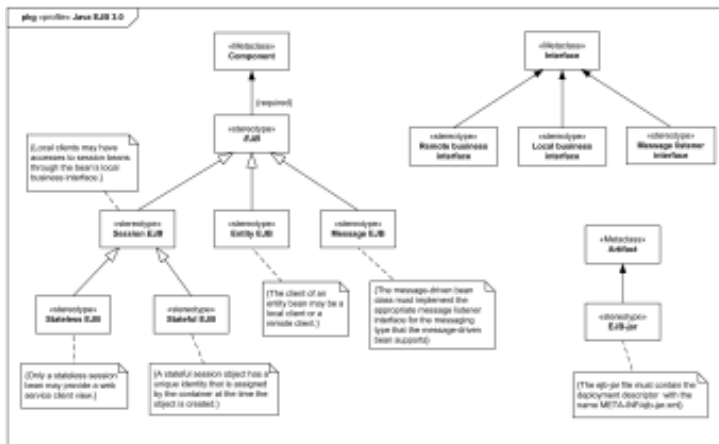 pkg «profile» Java EJB 3.0
«Metaclass»
Component
{required}
«stereotype»
EJB
{Local clients may have
accesses to session beans
through the bean's local
business interface.}
«stereotype»
Session EJB
«stereotype»
Entity EJB
«stereotype»
Message EJB
«stereotype»
Stateless EJB
«stereotype»
Stateful EJB
{The client of an
entity bean may be a
local client or a
remote client.}
{The message-driven bean
class must implement the
appropriate message listener
interface for the messaging
type that the message-driven
bean supports}
{Only a stateless session
bean may provide a web
service client view.}
{A stateful session object has a
unique identity that is assigned
by the container at the time the
object is created.}
«Metaclass»
Interface
«stereotype»
Remote business
interface
«stereotype»
Local business
interface
«stereotype»
Message listener
interface
«Metaclass»
Artifact
«stereotype»
EJB-jar
{The ejb-jar file must contain the
deployment descriptor with the
name META-INF/ejb-jar.xml}